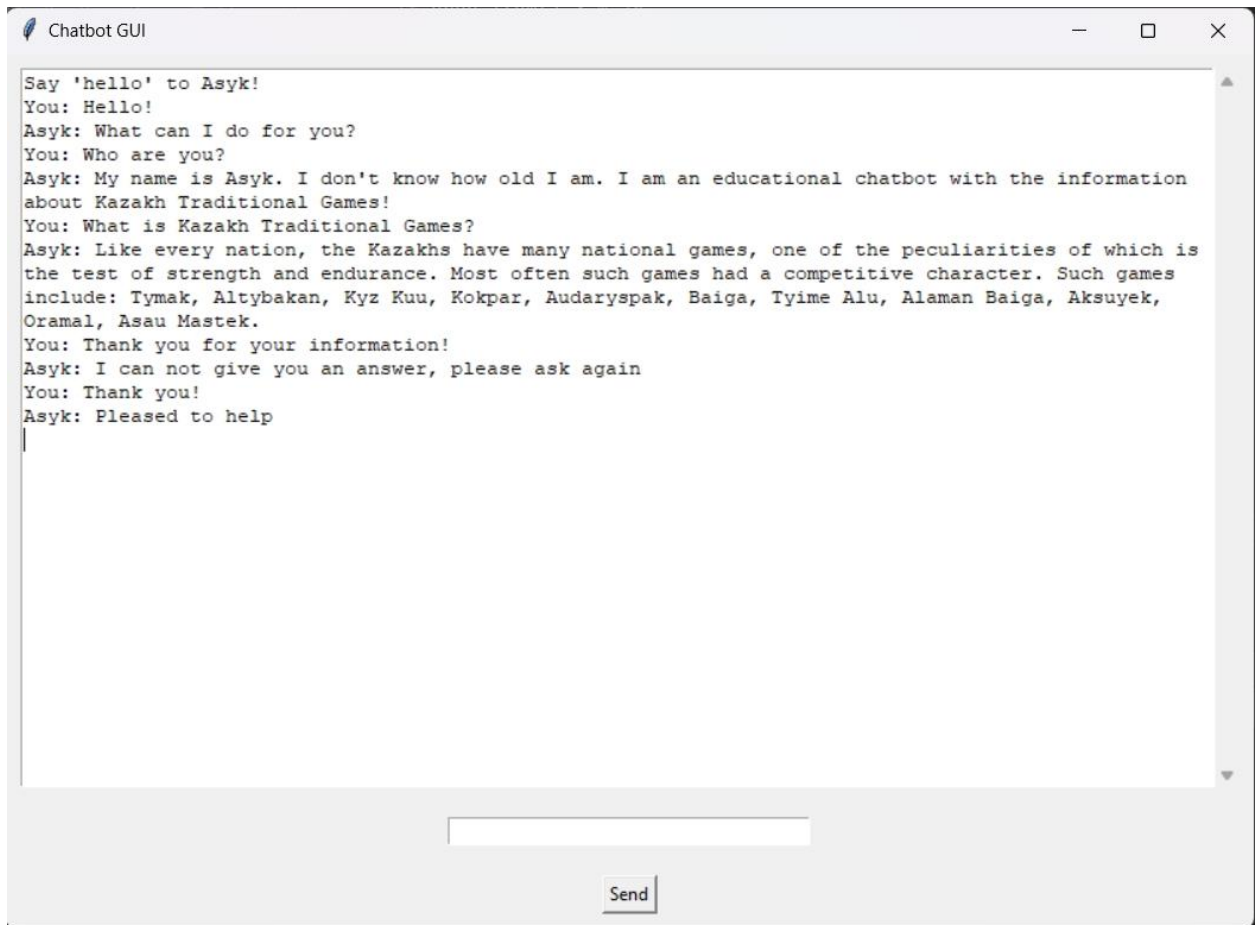 Chatbot GUI
Say 'hello' to Asyk!
You: Hello!
Asyk: What can I do for you?
You: Who are you?
Asyk: My name is Asyk. I don't know how old I am. I am an educational chatbot with the information
about Kazakh Traditional Games!
You: What is Kazakh Traditional Games?
Asyk: Like every nation, the Kazakhs have many national games, one of the peculiarities of which is
the test of strength and endurance. Most often such games had a competitive character. Such games
include: Tymak, Altybakan, Kyz Kuu, Kokpar, Audaryspak, Baiga, Tyime Alu, Alaman Baiga, Aksuyek,
Oramal, Asau Mastek.
You: Thank you for your information!
Asyk: I can not give you an answer, please ask again
You: Thank you!
Asyk: Pleased to help
Send